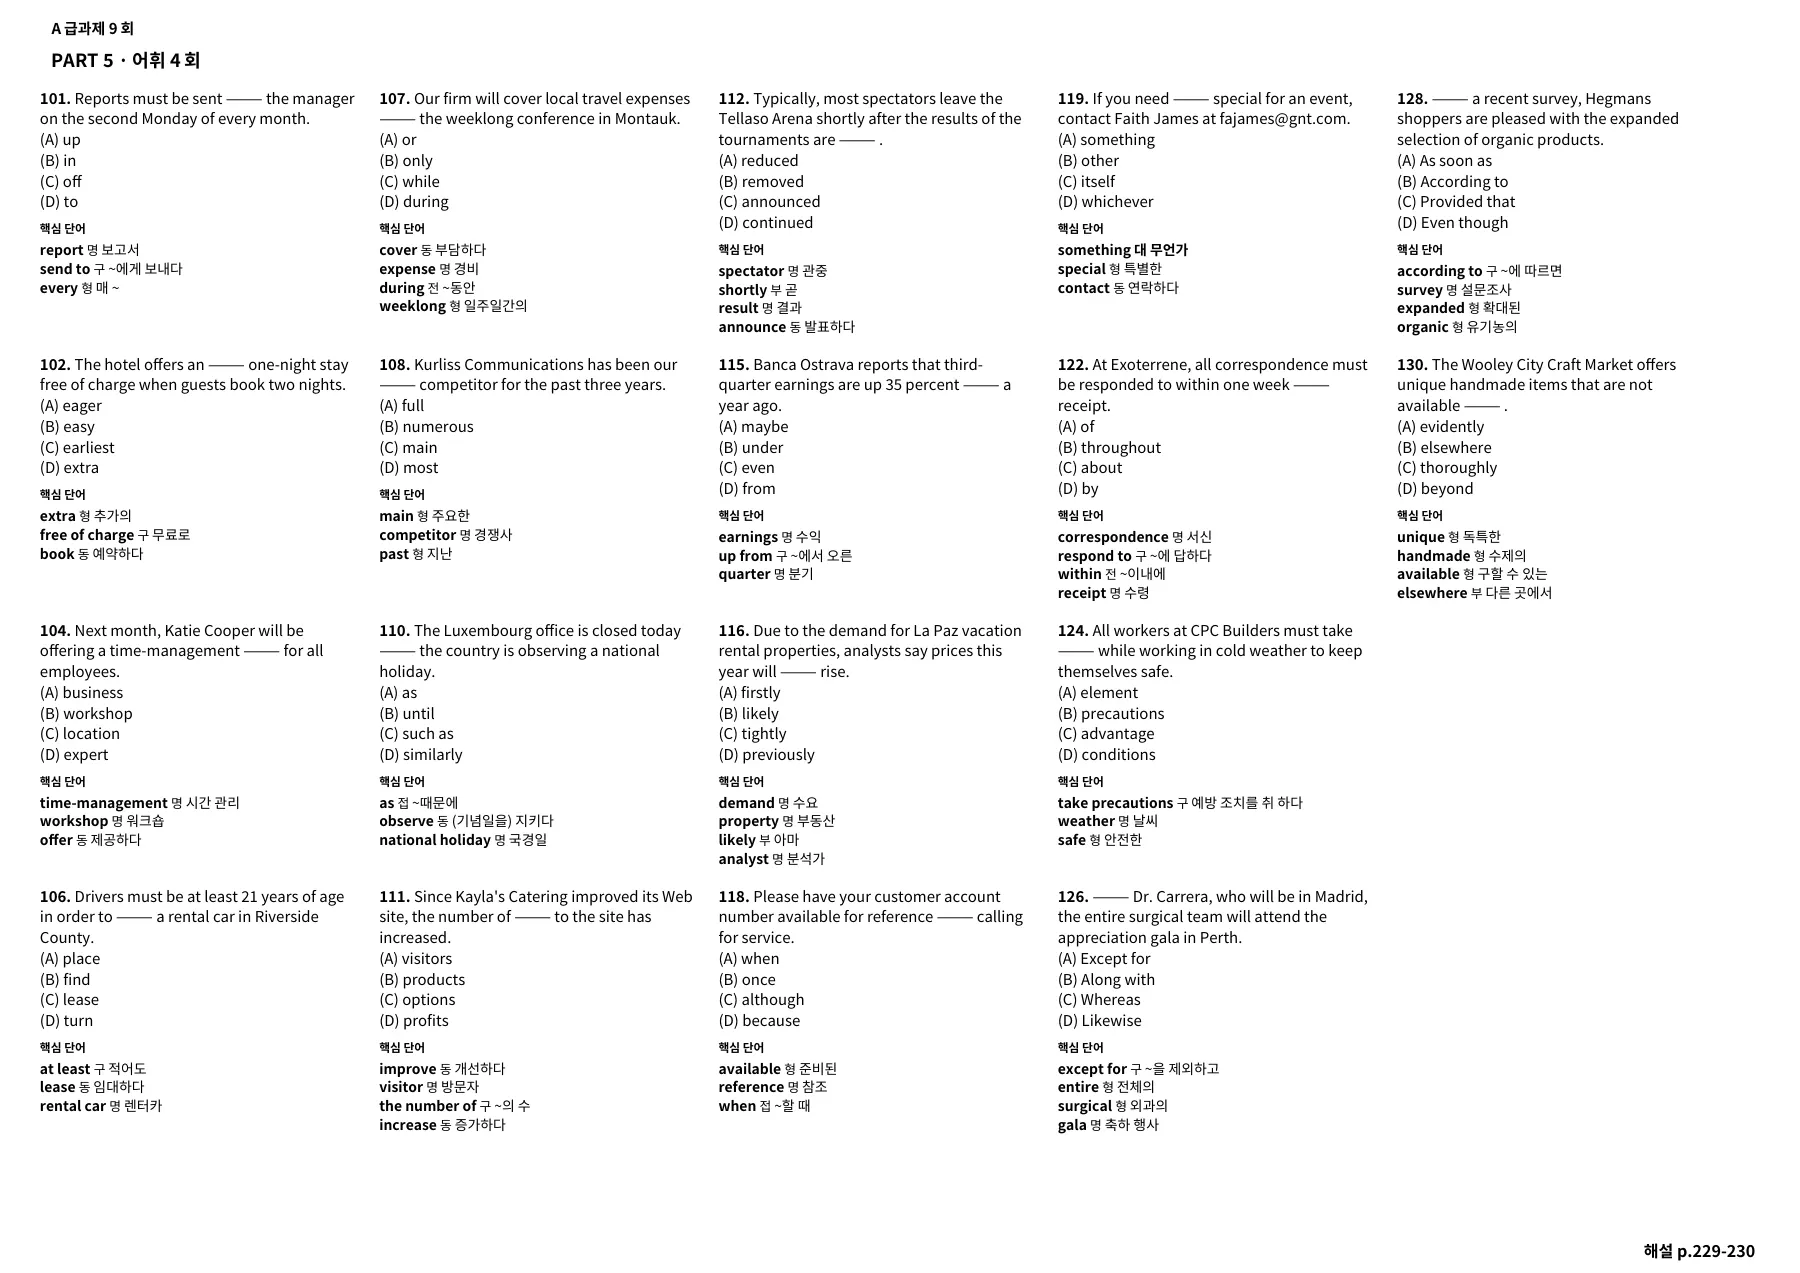 A 급과제 9 회
PART 5 · 어휘 4 회
101. Reports must be sent ——— the manager
on the second Monday of every month.
(A) up
(B) in
(C) off
(D) to
핵심 단어
report 명 보고서
send to 구 ~에게 보내다
every 형 매 ~
102. The hotel offers an ——— one-night stay
free of charge when guests book two nights.
(A) eager
(B) easy
(C) earliest
(D) extra
핵심 단어
extra 형 추가의
free of charge 구 무료로
book 동 예약하다
104. Next month, Katie Cooper will be
offering a time-management ——— for all
employees.
(A) business
(B) workshop
(C) location
(D) expert
핵심 단어
time-management 명 시간 관리
workshop 명 워크숍
offer 동 제공하다
106. Drivers must be at least 21 years of age
in order to ——— a rental car in Riverside
County.
(A) place
(B) find
(C) lease
(D) turn
핵심 단어
at least 구 적어도
lease 동 임대하다
rental car 명 렌터카
107. Our firm will cover local travel expenses
——— the weeklong conference in Montauk.
(A) or
(B) only
(C) while
(D) during
핵심 단어
cover 동 부담하다
expense 명 경비
during 전 ~동안
weeklong 형 일주일간의
108. Kurliss Communications has been our
——— competitor for the past three years.
(A) full
(B) numerous
(C) main
(D) most
핵심 단어
main 형 주요한
competitor 명 경쟁사
past 형 지난
110. The Luxembourg office is closed today
——— the country is observing a national
holiday.
(A) as
(B) until
(C) such as
(D) similarly
핵심 단어
as 접 ~때문에
observe 동 (기념일을) 지키다
national holiday 명 국경일
111. Since Kayla's Catering improved its Web
site, the number of ——— to the site has
increased.
(A) visitors
(B) products
(C) options
(D) profits
핵심 단어
improve 동 개선하다
visitor 명 방문자
the number of 구 ~의 수
increase 동 증가하다
112. Typically, most spectators leave the
Tellaso Arena shortly after the results of the
tournaments are ——— .
(A) reduced
(B) removed
(C) announced
(D) continued
핵심 단어
spectator 명 관중
shortly 부 곧
result 명 결과
announce 동 발표하다
115. Banca Ostrava reports that third-
quarter earnings are up 35 percent ——— a
year ago.
(A) maybe
(B) under
(C) even
(D) from
핵심 단어
earnings 명 수익
up from 구 ~에서 오른
quarter 명 분기
116. Due to the demand for La Paz vacation
rental properties, analysts say prices this
year will ——— rise.
(A) firstly
(B) likely
(C) tightly
(D) previously
핵심 단어
demand 명 수요
property 명 부동산
likely 부 아마
analyst 명 분석가
118. Please have your customer account
number available for reference ——— calling
for service.
(A) when
(B) once
(C) although
(D) because
핵심 단어
available 형 준비된
reference 명 참조
when 접 ~할 때
119. If you need ——— special for an event,
contact Faith James at fajames@gnt.com.
(A) something
(B) other
(C) itself
(D) whichever
핵심 단어
something 대 무언가
special 형 특별한
contact 동 연락하다
122. At Exoterrene, all correspondence must
be responded to within one week ———
receipt.
(A) of
(B) throughout
(C) about
(D) by
핵심 단어
correspondence 명 서신
respond to 구 ~에 답하다
within 전 ~이내에
receipt 명 수령
124. All workers at CPC Builders must take
——— while working in cold weather to keep
themselves safe.
(A) element
(B) precautions
(C) advantage
(D) conditions
핵심 단어
take precautions 구 예방 조치를 취 하다
weather 명 날씨
safe 형 안전한
126. ——— Dr. Carrera, who will be in Madrid,
the entire surgical team will attend the
appreciation gala in Perth.
(A) Except for
(B) Along with
(C) Whereas
(D) Likewise
핵심 단어
except for 구 ~을 제외하고
entire 형 전체의
surgical 형 외과의
gala 명 축하 행사
128. ——— a recent survey, Hegmans
shoppers are pleased with the expanded
selection of organic products.
(A) As soon as
(B) According to
(C) Provided that
(D) Even though
핵심 단어
according to 구 ~에 따르면
survey 명 설문조사
expanded 형 확대된
organic 형 유기농의
130. The Wooley City Craft Market offers
unique handmade items that are not
available ——— .
(A) evidently
(B) elsewhere
(C) thoroughly
(D) beyond
핵심 단어
unique 형 독특한
handmade 형 수제의
available 형 구할 수 있는
elsewhere 부 다른 곳에서
해설 p.229-230